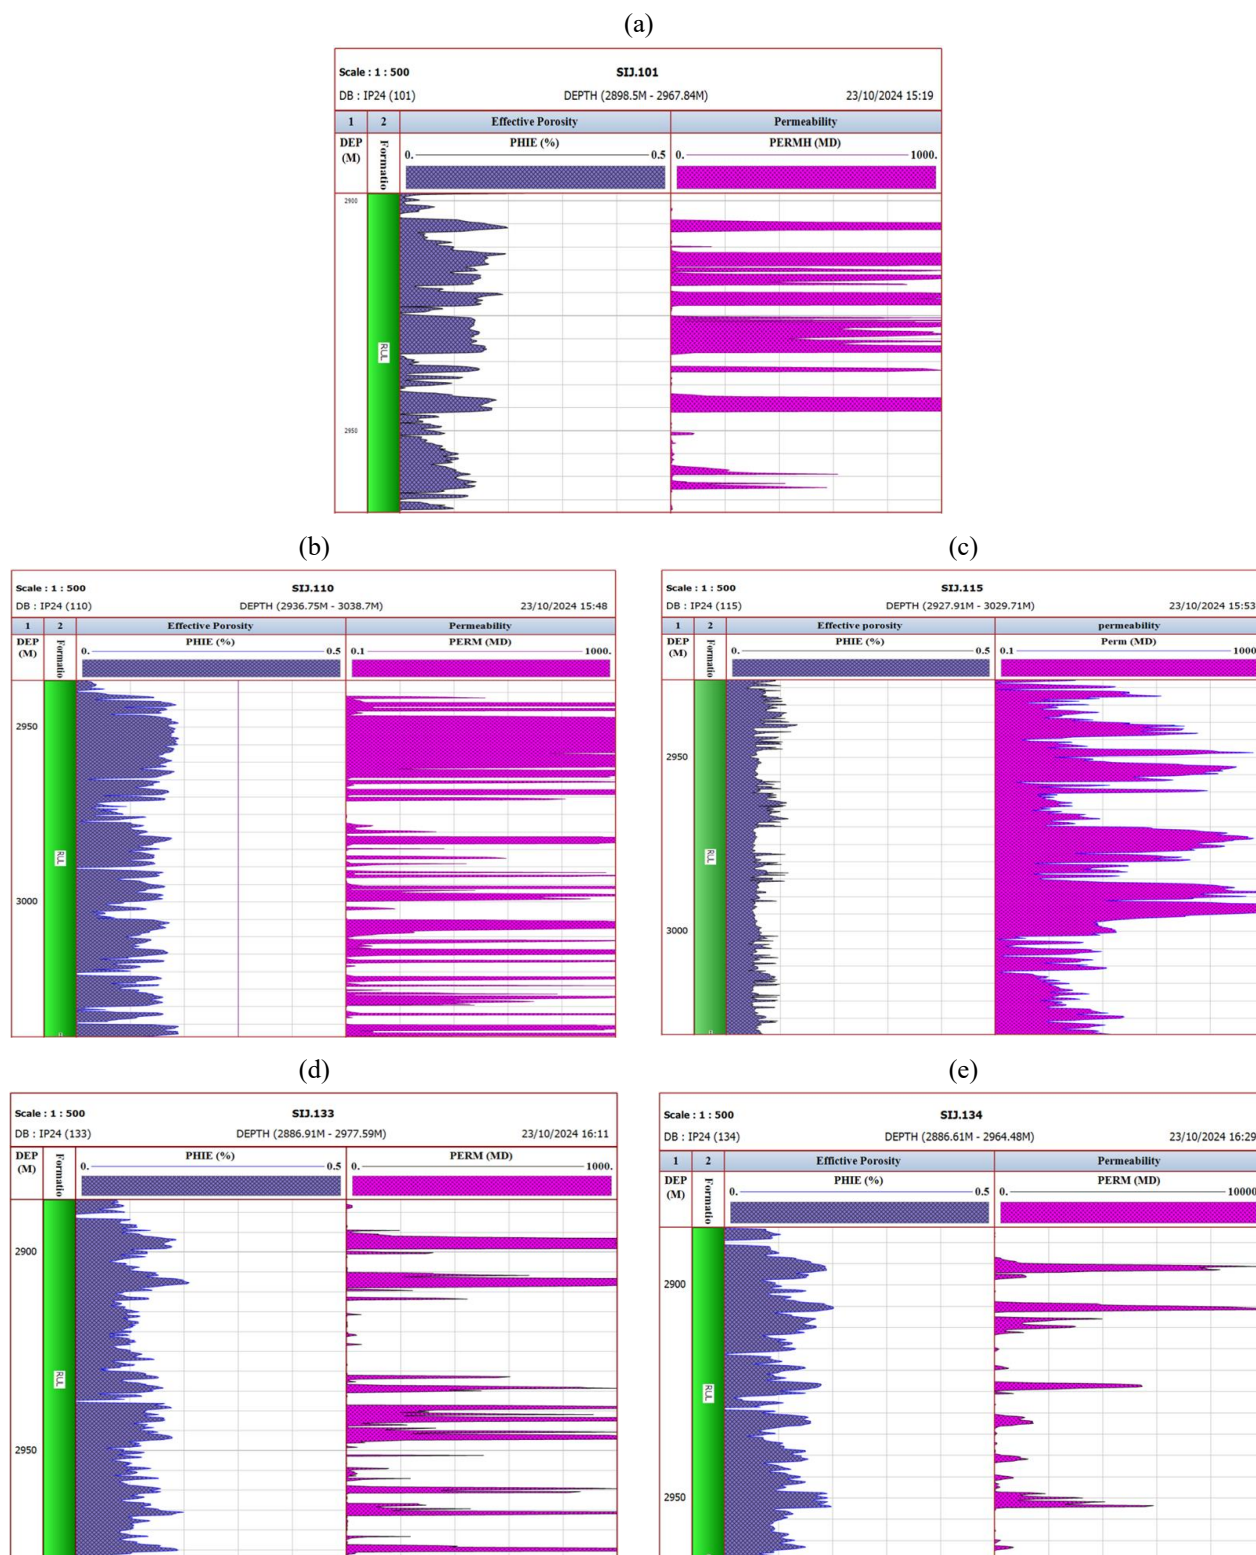 (a)
Scale : 1 : 500 SIJ.101
DB : IP24 (101) DEPTH (2898.5M - 2967.84M) 23/10/2024 15:19
1 2 Effective Porosity Permeability
DEP (M) Formatio PHIE (%) PERMH (MD)
0. 0.5 0. 1000.
2900
RUL
2950
(b) (c)
Scale : 1 : 500 SIJ.110
DB : IP24 (110) DEPTH (2936.75M - 3038.7M) 23/10/2024 15:48
1 2 Effective Porosity Permeability
DEP (M) Formatio PHIE (%) PERM (MD)
0. 0.5 0.1 1000.
2950
RUL
3000
Scale : 1 : 500 SIJ.115
DB : IP24 (115) DEPTH (2927.91M - 3029.71M) 23/10/2024 15:53
1 2 Effective porosity permeability
DEP (M) Formatio PHIE (%) Perm (MD)
0. 0.5 0.1 1000
2950
RUL
3000
(d) (e)
Scale : 1 : 500 SIJ.133
DB : IP24 (133) DEPTH (2886.91M - 2977.59M) 23/10/2024 16:11
DEP (M) Formatio PHIE (%) PERM (MD)
0. 0.5 0. 1000.
2900
RUL
2950
Scale : 1 : 500 SIJ.134
DB : IP24 (134) DEPTH (2886.61M - 2964.48M) 23/10/2024 16:29
1 2 Effictive Porosity Permeability
DEP (M) Formatio PHIE (%) PERM (MD)
0. 0.5 0. 10000
2900
RUL
2950